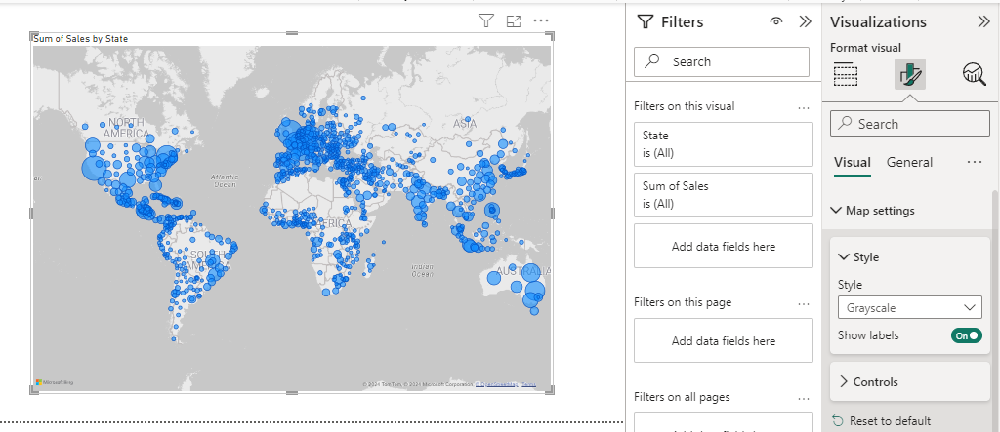 Sum of Sales by State
NORTH
AMERICA
ASIA
Atlantic
Ocean
AFRICA
SOUTH
AMERICA
Indian
Ocean
AUSTRALIA
Microsoft Bing
© 2024 TomTom, © 2024 Microsoft Corporation, © OpenStreetMap, Terms
Filters
Search
Filters on this visual
...
State
is (All)
Sum of Sales
is (All)
Add data fields here
Filters on this page
...
Add data fields here
Filters on all pages
...
Visualizations
Format visual
Search
Visual General
...
Map settings
Style
Style
Grayscale
Show labels
On
Controls
Reset to default